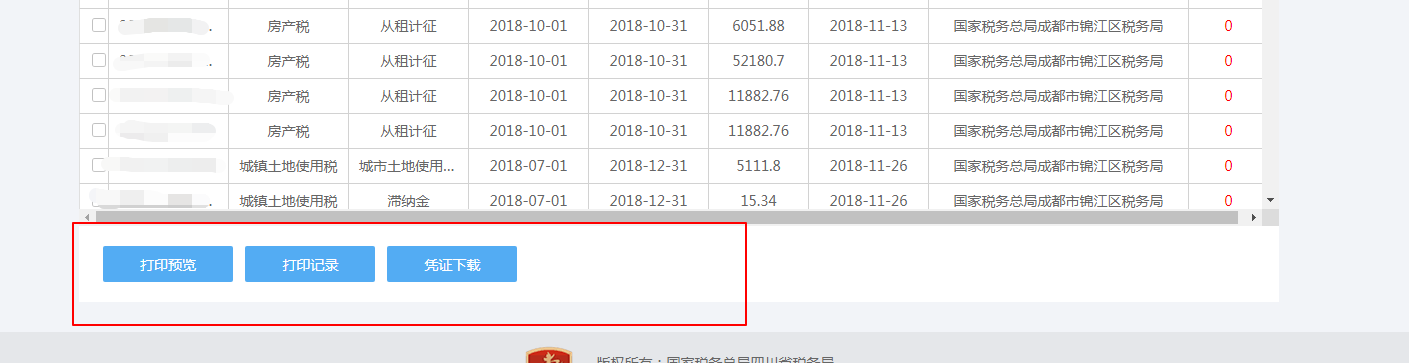 房产税 从租计征 2018-10-01 2018-10-31 6051.88 2018-11-13 国家税务总局成都市锦江区税务局 0
房产税 从租计征 2018-10-01 2018-10-31 52180.7 2018-11-13 国家税务总局成都市锦江区税务局 0
房产税 从租计征 2018-10-01 2018-10-31 11882.76 2018-11-13 国家税务总局成都市锦江区税务局 0
房产税 从租计征 2018-10-01 2018-10-31 11882.76 2018-11-13 国家税务总局成都市锦江区税务局 0
城镇土地使用税 城市土地使用... 2018-07-01 2018-12-31 5111.8 2018-11-26 国家税务总局成都市锦江区税务局 0
城镇土地使用税 滞纳金 2018-07-01 2018-12-31 15.34 2018-11-26 国家税务总局成都市锦江区税务局 0
打印预览 打印记录 凭证下载
版权所有：国家税务总局四川省税务局